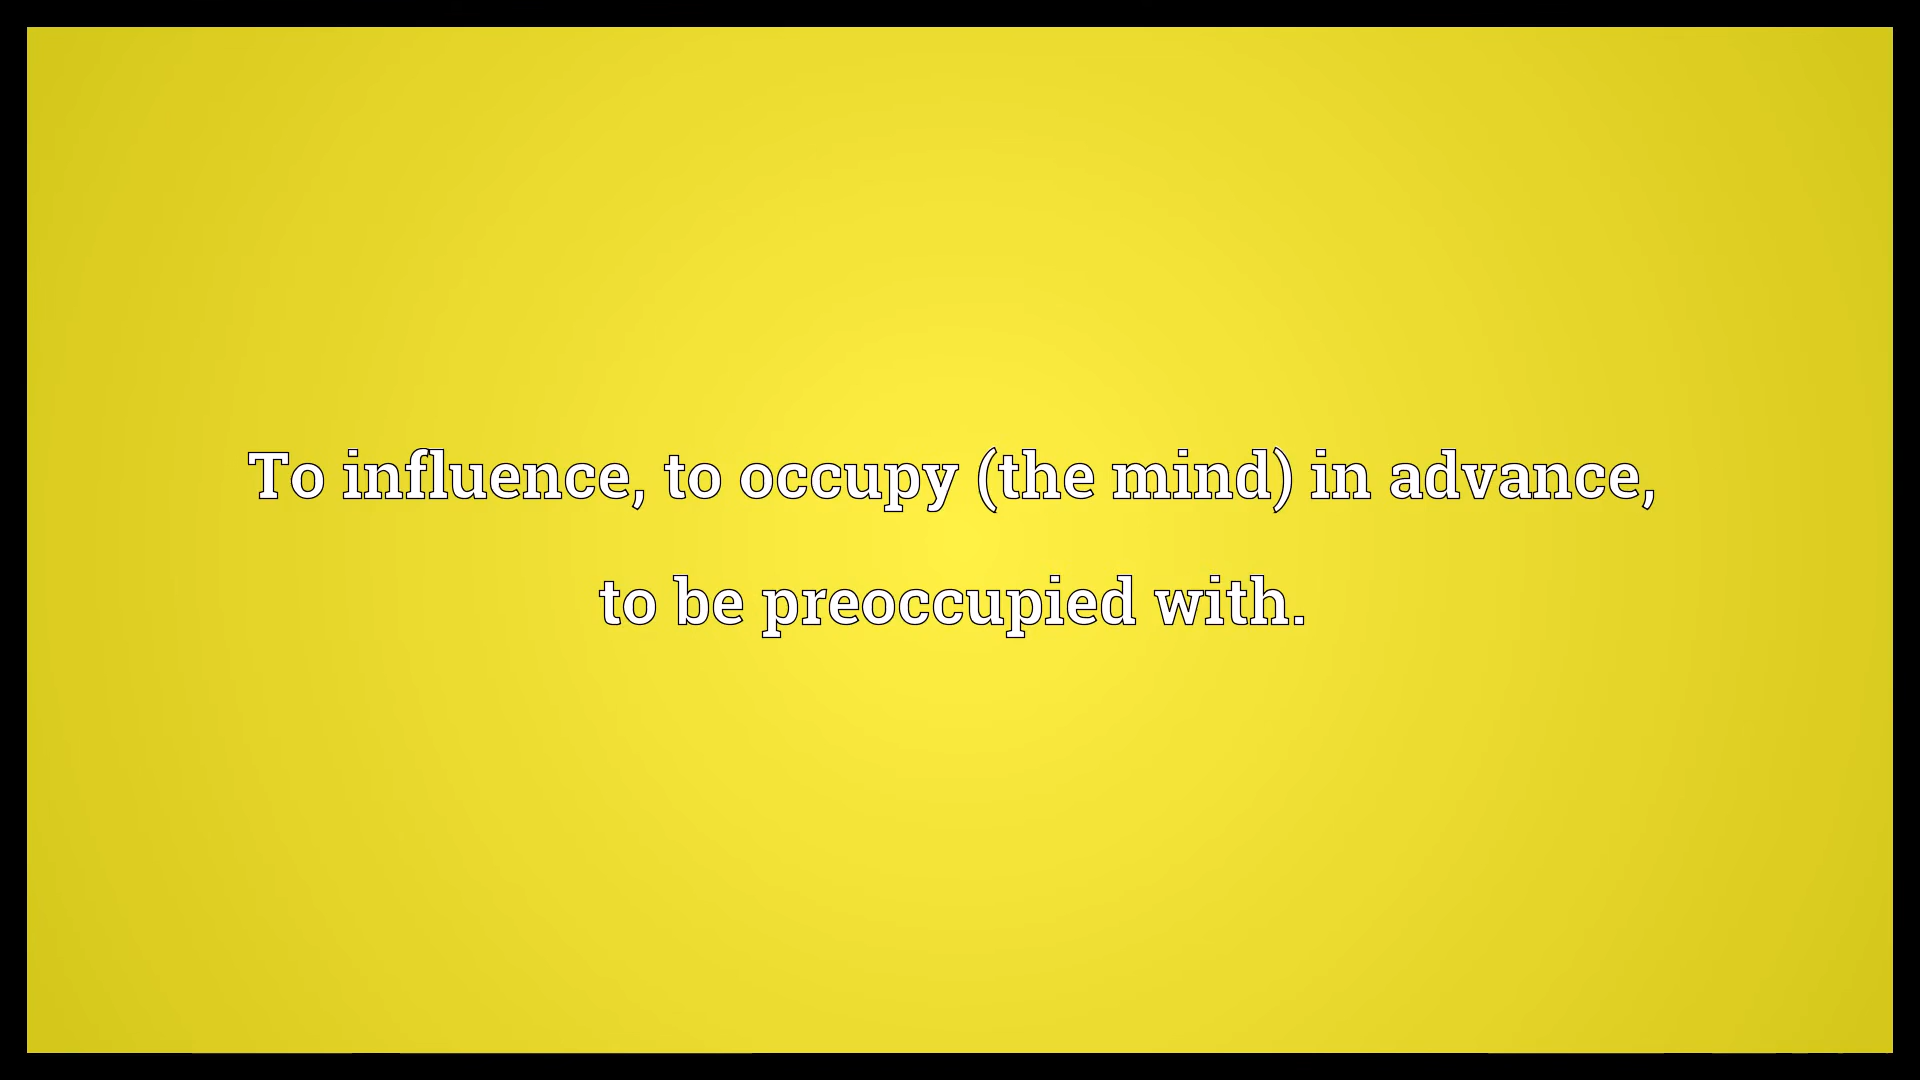 To influence, to occupy (the mind) in advance,
to be preoccupied with.